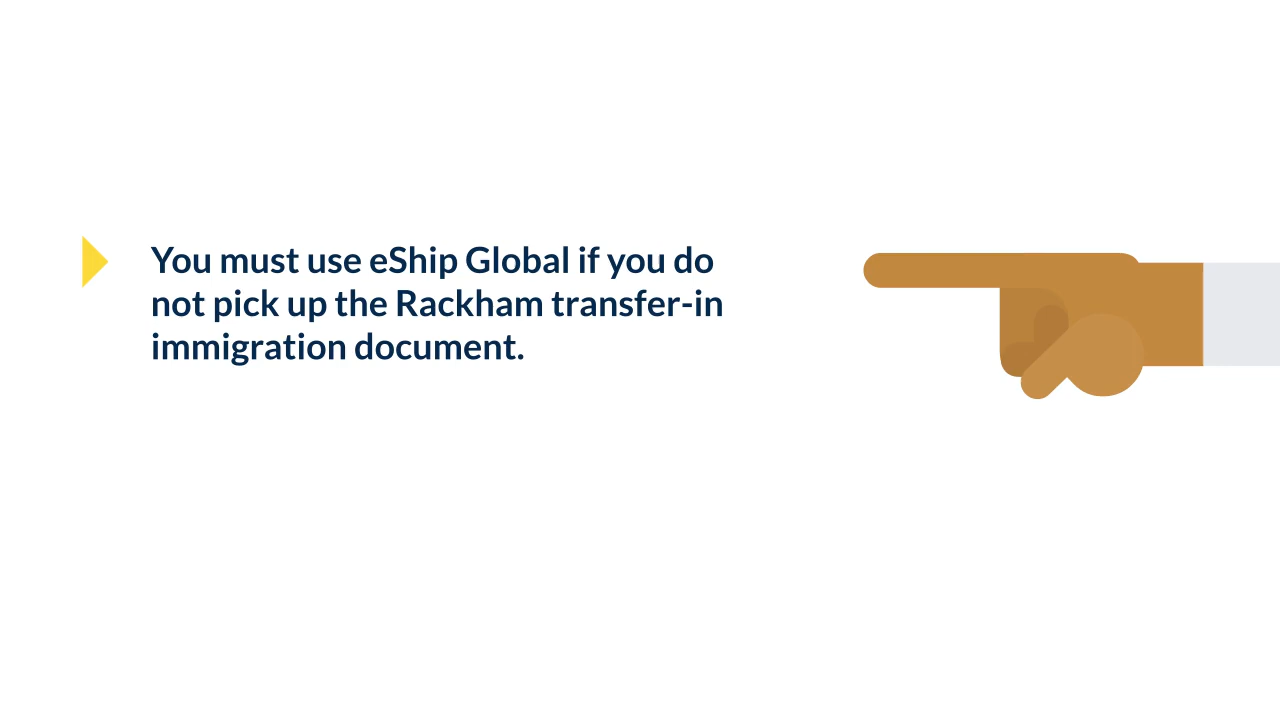 You must use eShip Global if you do
not pick up the Rackham transfer-in
immigration document.